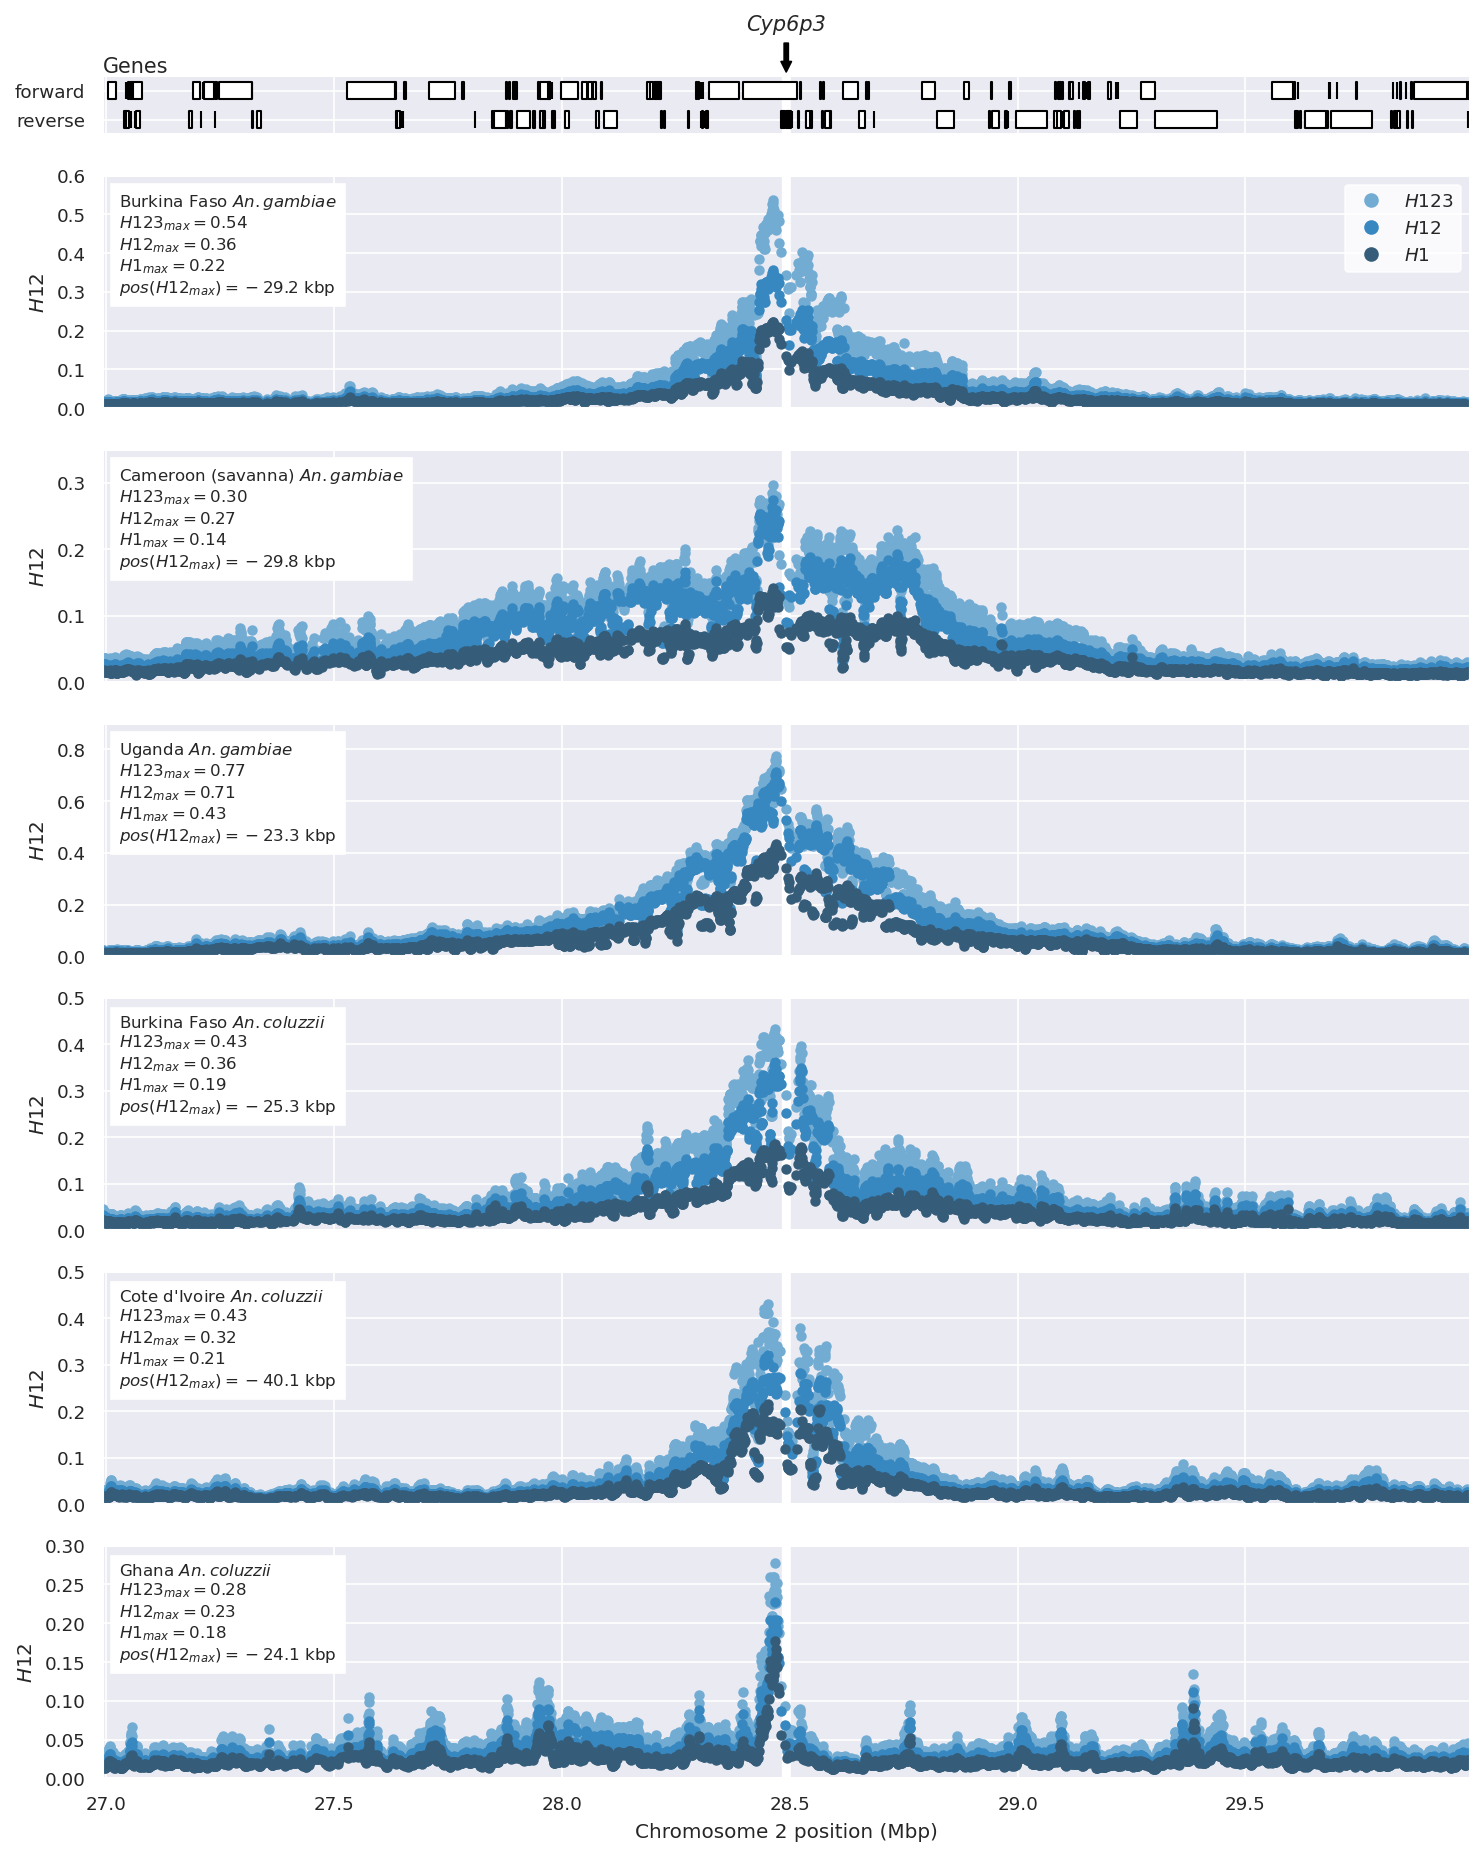 Cyp6p3
Genes
forward
reverse
0.6
0.5
0.4
0.3
0.2
0.1
0.0
H12
Burkina Faso An. gambiae
H123max = 0.54
H12max = 0.36
H1max = 0.22
pos(H12max) = − 29.2 kbp
H123
H12
H1
0.3
0.2
0.1
0.0
H12
Cameroon (savanna) An. gambiae
H123max = 0.30
H12max = 0.27
H1max = 0.14
pos(H12max) = − 29.8 kbp
0.8
0.6
0.4
0.2
0.0
H12
Uganda An. gambiae
H123max = 0.77
H12max = 0.71
H1max = 0.43
pos(H12max) = − 23.3 kbp
0.5
0.4
0.3
0.2
0.1
0.0
H12
Burkina Faso An. coluzzii
H123max = 0.43
H12max = 0.36
H1max = 0.19
pos(H12max) = − 25.3 kbp
0.5
0.4
0.3
0.2
0.1
0.0
H12
Cote d'Ivoire An. coluzzii
H123max = 0.43
H12max = 0.32
H1max = 0.21
pos(H12max) = − 40.1 kbp
0.30
0.25
0.20
0.15
0.10
0.05
0.00
H12
Ghana An. coluzzii
H123max = 0.28
H12max = 0.23
H1max = 0.18
pos(H12max) = − 24.1 kbp
27.0 27.5 28.0 28.5 29.0 29.5
Chromosome 2 position (Mbp)